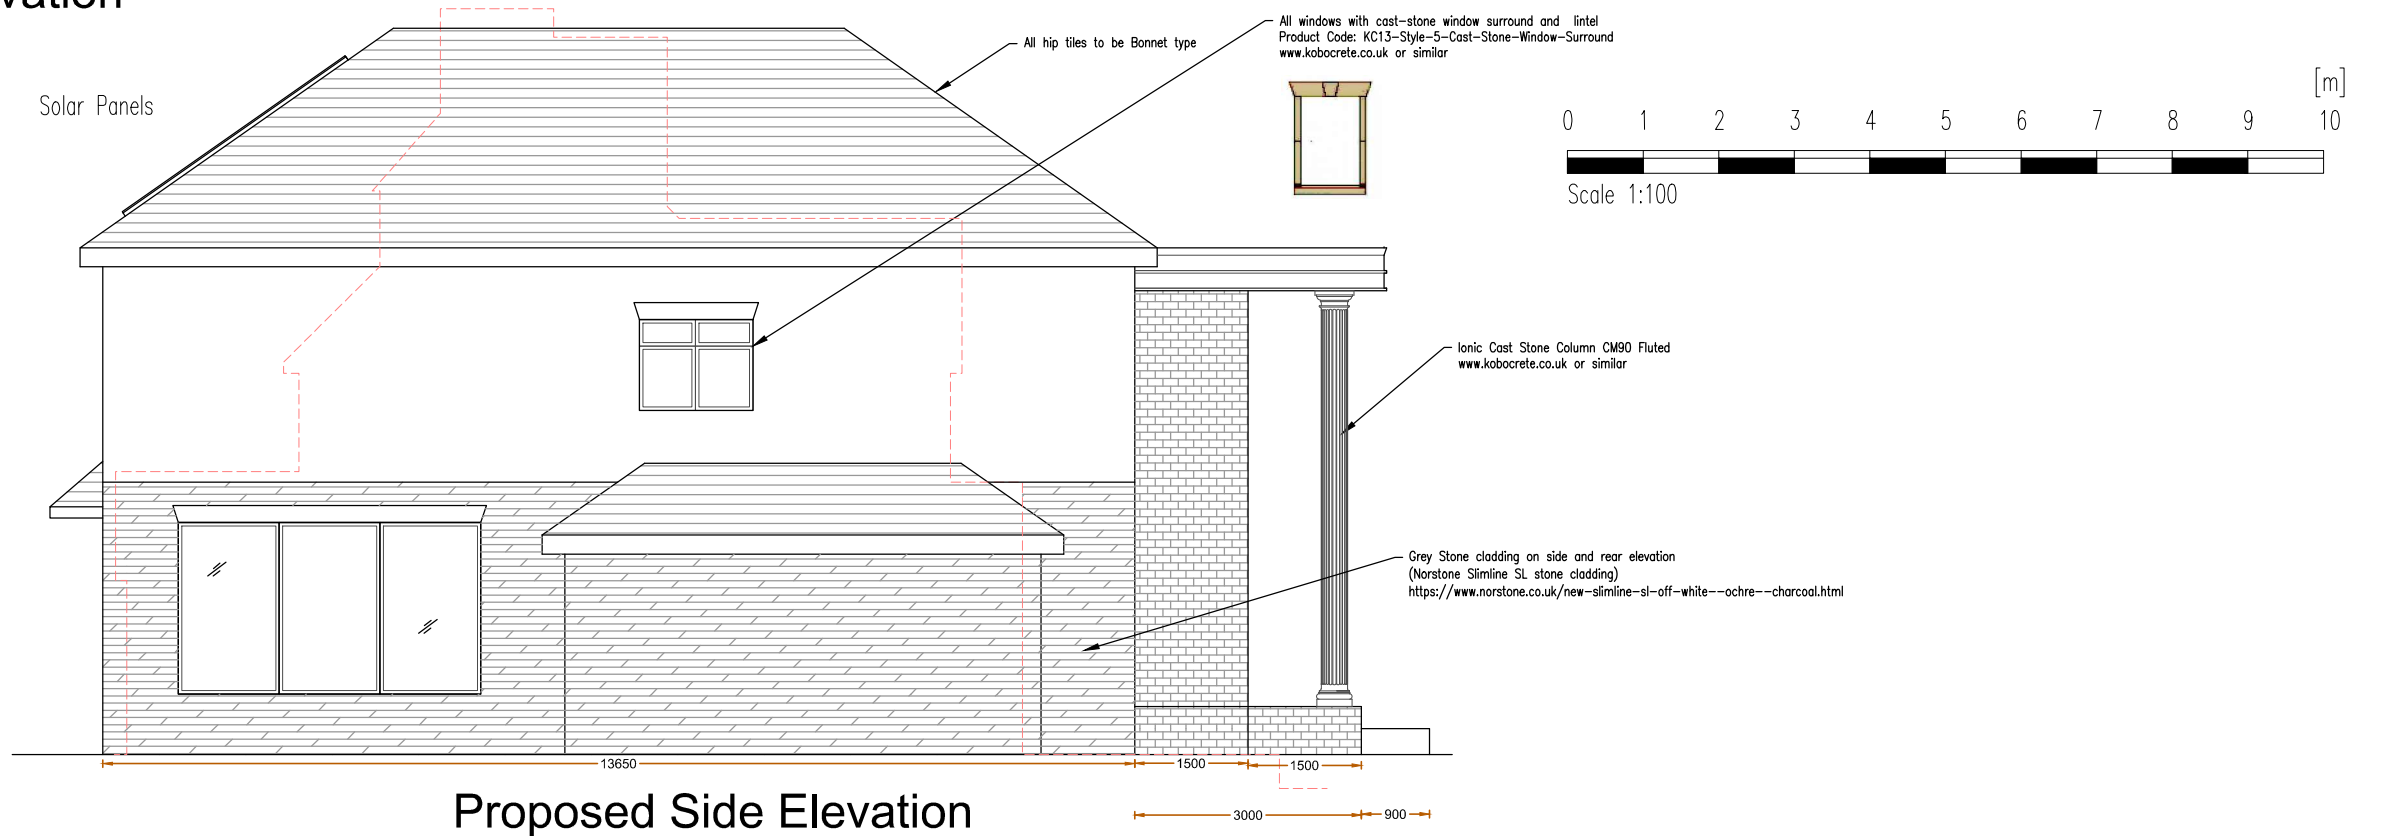 All windows with cast-stone window surround and lintel
Product Code: KC13-Style-5-Cast-Stone-Window-Surround
www.kobocrete.co.uk or similar
All hip tiles to be Bonnet type
Solar Panels
[m]
0 1 2 3 4 5 6 7 8 9 10
Scale 1:100
Ionic Cast Stone Column CM90 Fluted
www.kobocrete.co.uk or similar
Grey Stone cladding on side and rear elevation
(Norstone Slimline SL stone cladding)
https://www.norstone.co.uk/new-slimline-sl-off-white--ochre--charcoal.html
13650
1500
1500
Proposed Side Elevation
3000
900